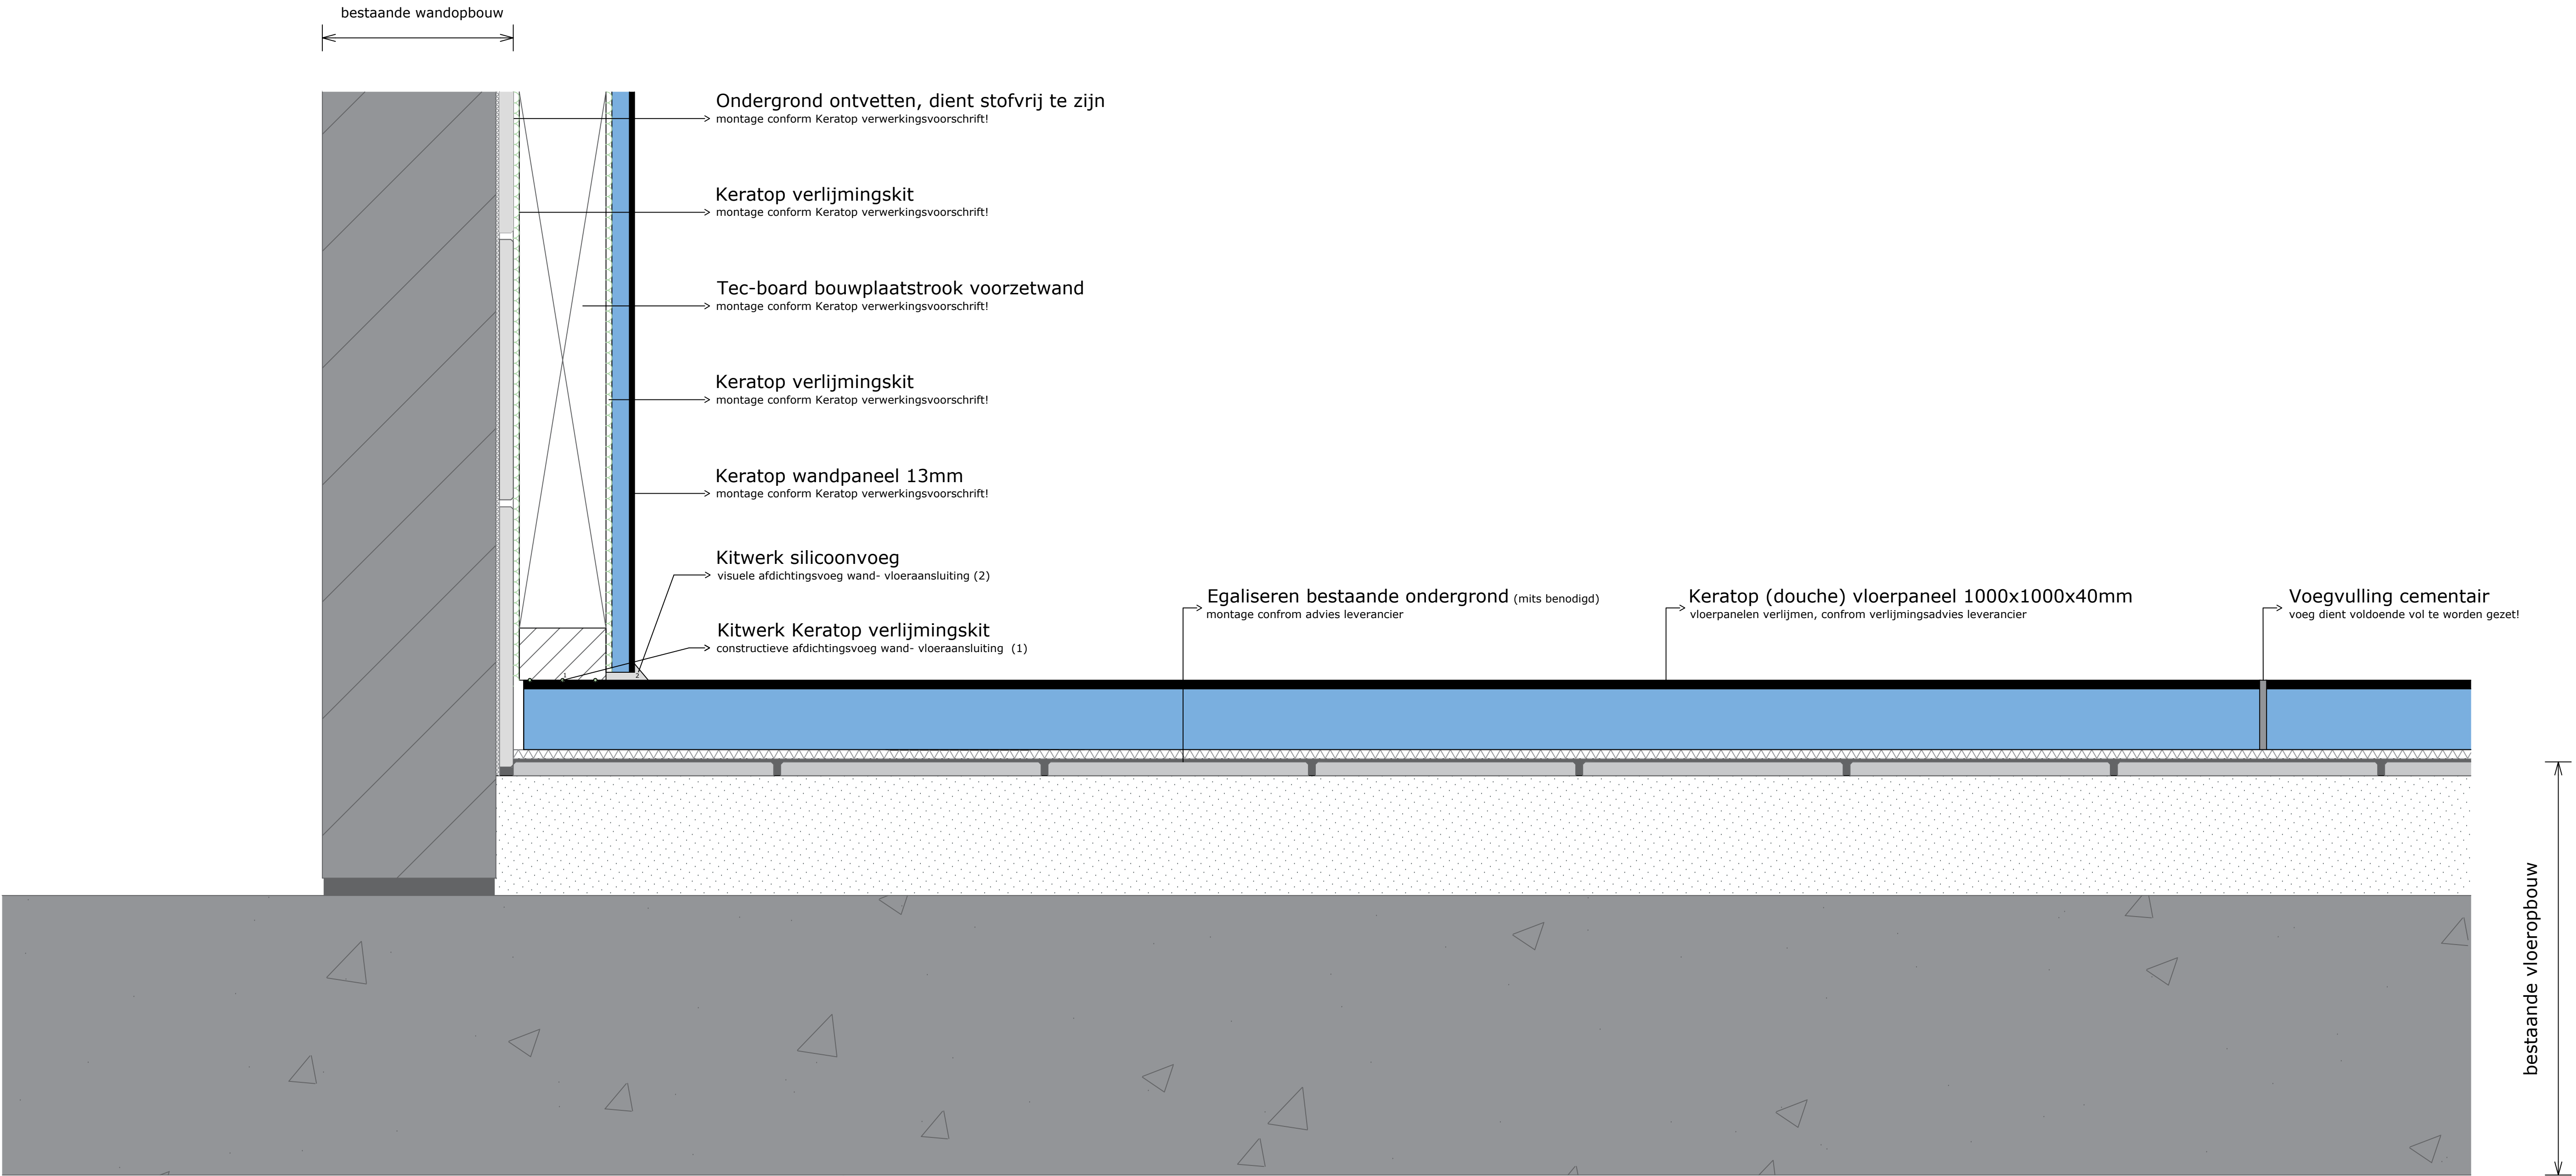 bestaande wandopbouw
Ondergrond ontvetten, dient stofvrij te zijn
montage conform Keratop verwerkingsvoorschrift!
Keratop verlijmingskit
montage conform Keratop verwerkingsvoorschrift!
Tec-board bouwplaatstrook voorzetwand
montage conform Keratop verwerkingsvoorschrift!
Keratop verlijmingskit
montage conform Keratop verwerkingsvoorschrift!
Keratop wandpaneel 13mm
montage conform Keratop verwerkingsvoorschrift!
Kitwerk silicoonvoeg
visuele afdichtingsvoeg wand- vloeraansluiting (2)
Kitwerk Keratop verlijmingskit
constructieve afdichtingsvoeg wand- vloeraansluiting (1)
1
2
Egaliseren bestaande ondergrond (mits benodigd)
montage confrom advies leverancier
Keratop (douche) vloerpaneel 1000x1000x40mm
vloerpanelen verlijmen, confrom verlijmingsadvies leverancier
Voegvulling cementair
voeg dient voldoende vol te worden gezet!
bestaande vloeropbouw